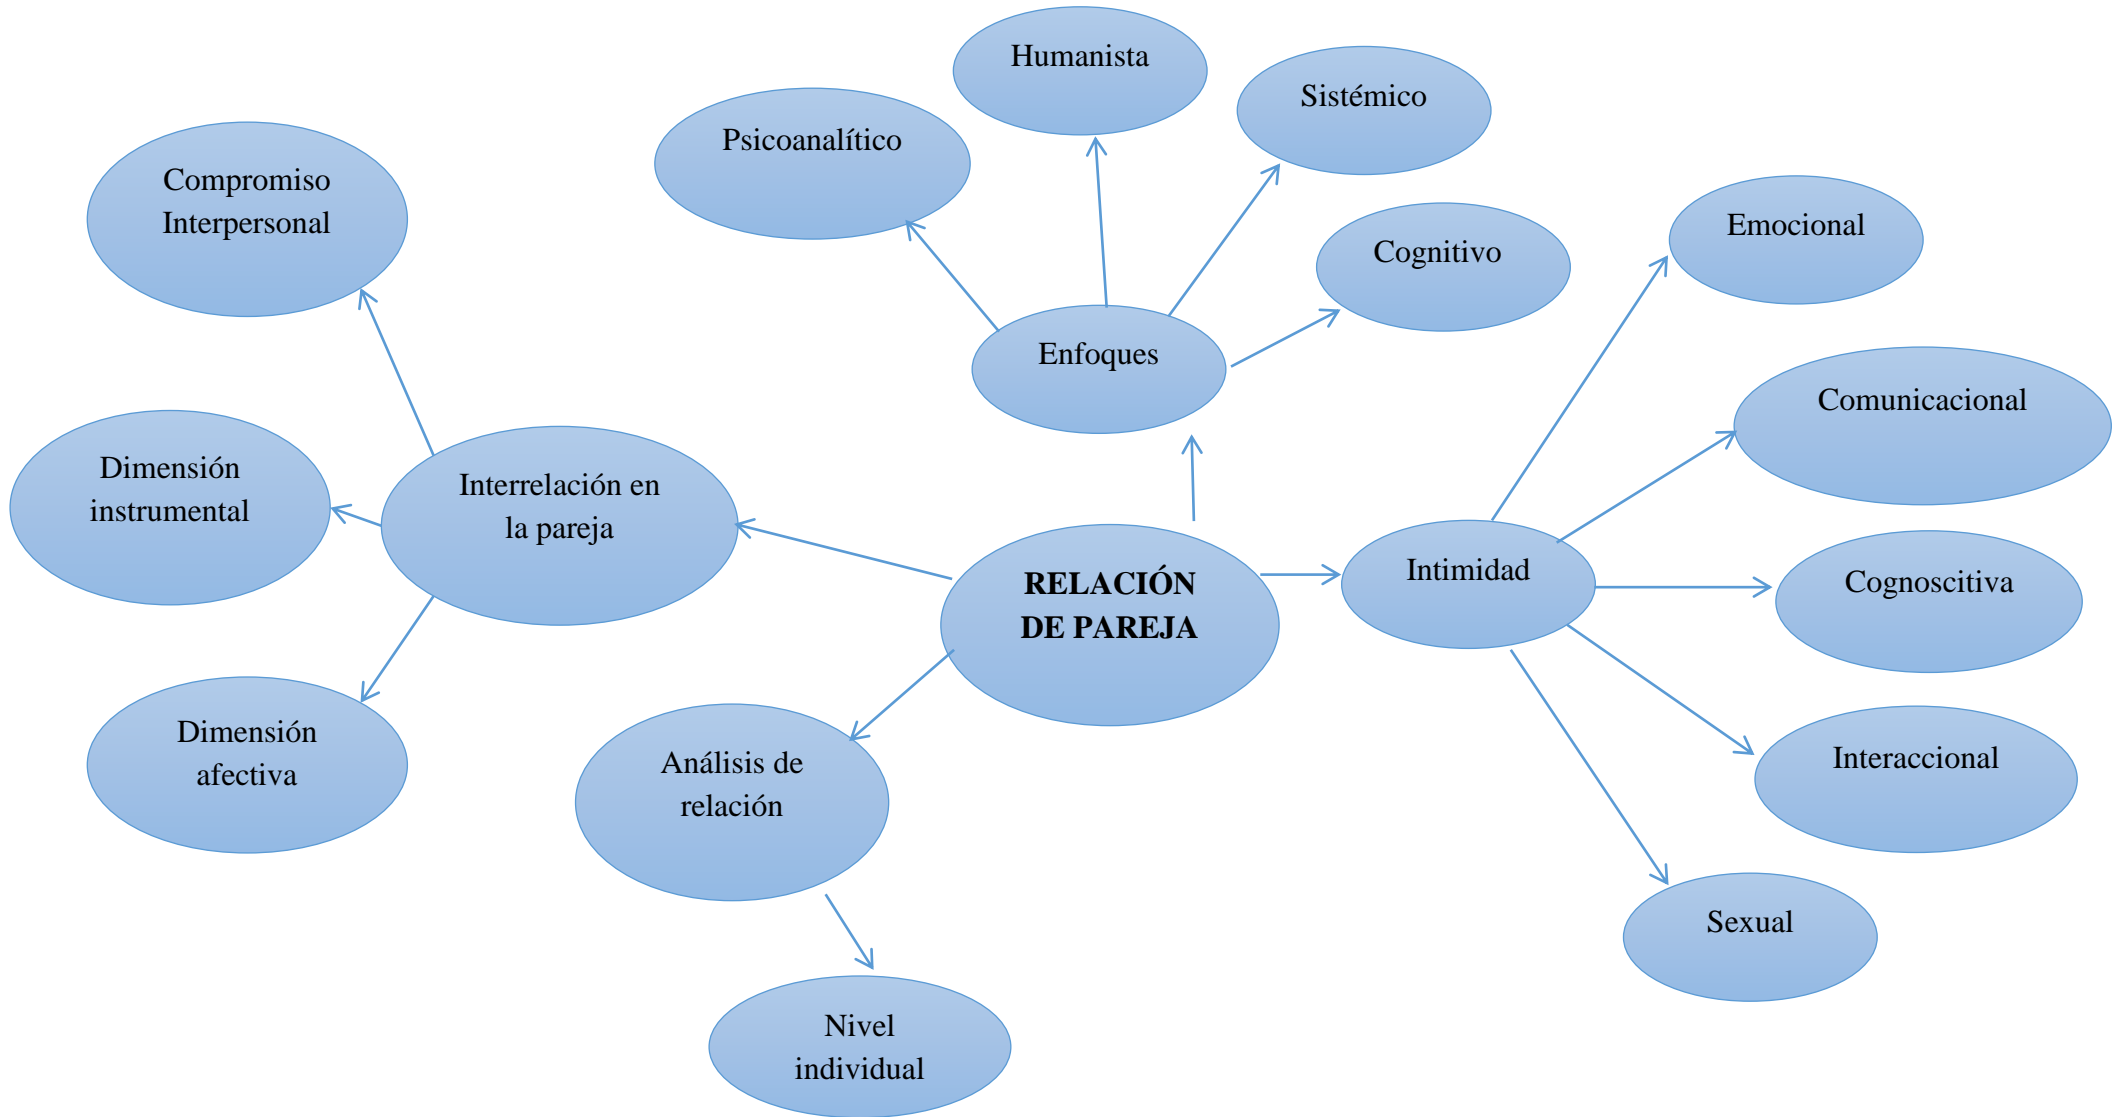 Humanista
Sistémico
Psicoanalítico
Compromiso
Interpersonal
Emocional
Cognitivo
Enfoques
Comunicacional
Dimensión
instrumental
Interrelación en
la pareja
RELACIÓN
DE PAREJA
Intimidad
Cognoscitiva
Dimensión
afectiva
Análisis de
relación
Interaccional
Sexual
Nivel
individual